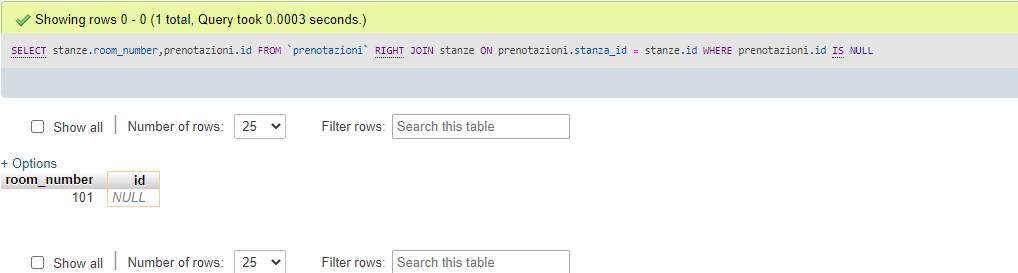 Showing rows 0 - 0 (1 total, Query took 0.0003 seconds.)
SELECT stanze.room_number,prenotazioni.id FROM `prenotazioni` RIGHT JOIN stanze ON prenotazioni.stanza_id = stanze.id WHERE prenotazioni.id IS NULL
Show all | Number of rows: 25 Filter rows: Search this table
+ Options
room_number id
101 NULL
Show all | Number of rows: 25 Filter rows: Search this table